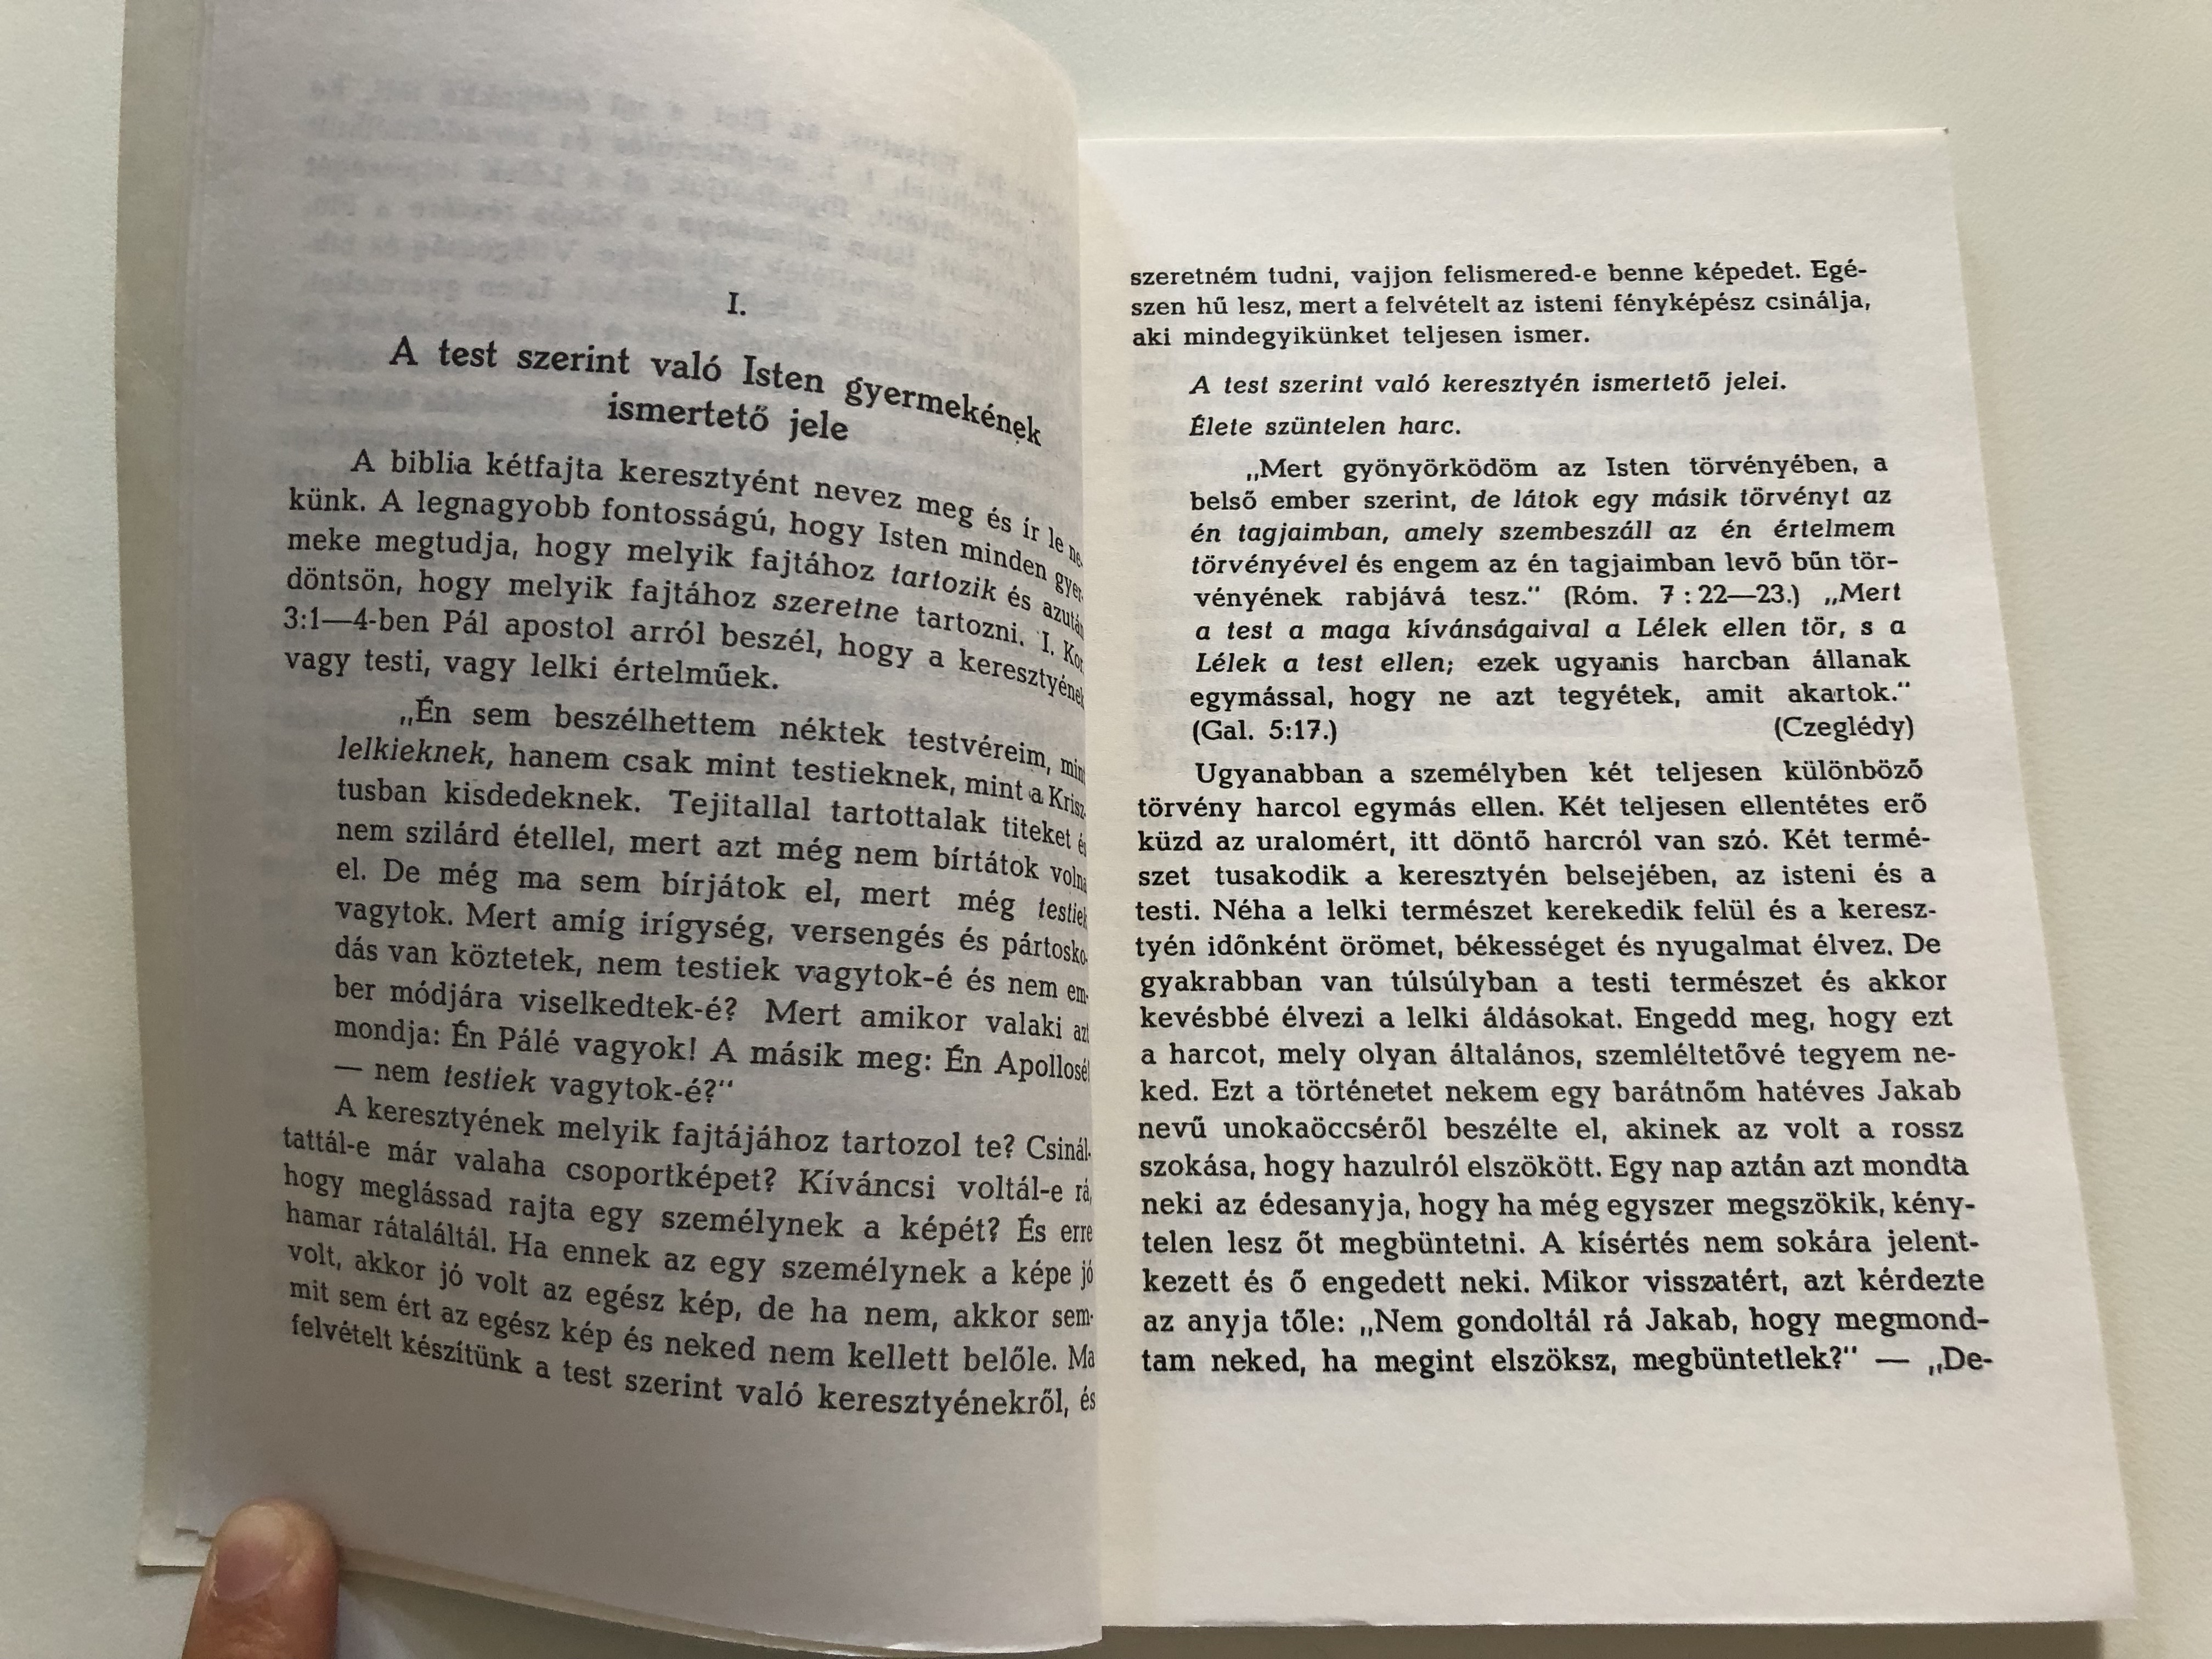 I.
A test szerint való Isten gyermekének
ismertető jele
A biblia kétfajta keresztyént nevez meg és ír le ne-
künk. A legnagyobb fontosságú, hogy Isten minden gyer-
meke megtudja, hogy melyik fajtához tartozik és azután
döntsön, hogy melyik fajtához szeretne tartozni. I. Kor.
3:1—4-ben Pál apostol arról beszél, hogy a keresztyének
vagy testi, vagy lelki értelműek.
„Én sem beszélhettem néktek testvéreim, mint
lelkieknek, hanem csak mint testieknek, mint a Krisz-
tusban kisdedeknek. Tejitallal tartottalak titeket és
nem szilárd étellel, mert azt még nem bírtátok volna
el. De még ma sem bírjátok el, mert még testiek
vagytok. Mert amíg irígység, versengés és pártosko-
dás van köztetek, nem testiek vagytok-é és nem em-
ber módjára viselkedtek-é? Mert amikor valaki azt
mondja: Én Pálé vagyok! A másik meg: Én Apollosé!
— nem testiek vagytok-é?“
A keresztyének melyik fajtájához tartozol te? Csinál-
tattál-e már valaha csoportképet? Kíváncsi voltál-e rá,
hogy meglássad rajta egy személynek a képét? És erre
hamar rátaláltál. Ha ennek az egy személynek a képe jó
volt, akkor jó volt az egész kép, de ha nem, akkor sem-
mit sem ért az egész kép és neked nem kellett belőle. Ma
felvételt készítünk a test szerint való keresztyénekről, és
szeretném tudni, vajjon felismered-e benne képedet. Egé-
szen hű lesz, mert a felvételt az isteni fényképész csinálja,
aki mindegyikünket teljesen ismer.
A test szerint való keresztyén ismertető jelei.
Élete szüntelen harc.
„Mert gyönyörködöm az Isten törvényében, a
belső ember szerint, de látok egy másik törvényt az
én tagjaimban, amely szembeszáll az én értelmem
törvényével és engem az én tagjaimban levő bűn tör-
vényének rabjává tesz.“ (Róm. 7 : 22—23.) „Mert
a test a maga kívánságaival a Lélek ellen tör, s a
Lélek a test ellen; ezek ugyanis harcban állanak
egymással, hogy ne azt tegyétek, amit akartok.“
(Gal. 5:17.) (Czeglédy)
Ugyanabban a személyben két teljesen különböző
törvény harcol egymás ellen. Két teljesen ellentétes erő
küzd az uralomért, itt döntő harcról van szó. Két termé-
szet tusakodik a keresztyén belsejében, az isteni és a
testi. Néha a lelki természet kerekedik felül és a keresz-
tyén időnként örömet, békességet és nyugalmat élvez. De
gyakrabban van túlsúlyban a testi természet és akkor
kevésbbé élvezi a lelki áldásokat. Engedd meg, hogy ezt
a harcot, mely olyan általános, szemléltetővé tegyem ne-
ked. Ezt a történetet nekem egy barátnőm hatéves Jakab
nevű unokaöccséről beszélte el, akinek az volt a rossz
szokása, hogy hazulról elszökött. Egy nap aztán azt mondta
neki az édesanyja, hogy ha még egyszer megszökik, kény-
telen lesz őt megbüntetni. A kísértés nem sokára jelent-
kezett és ő engedett neki. Mikor visszatért, azt kérdezte
az anyja tőle: „Nem gondoltál rá Jakab, hogy megmond-
tam neked, ha megint elszöksz, megbüntetlek?“ — „De-